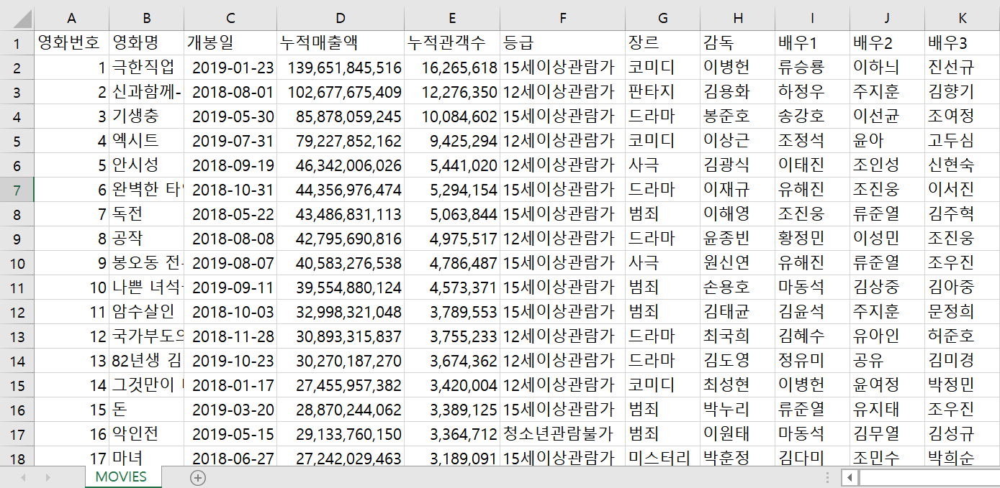 A B C D E F G H I J K
1 영화번호 영화명 개봉일 누적매출액 누적관객수 등급 장르 감독 배우1 배우2 배우3
2 1 극한직업 2019-01-23 139,651,845,516 16,265,618 15세이상관람가 코미디 이병헌 류승룡 이하늬 진선규
3 2 신과함께- 2018-08-01 102,677,675,409 12,276,350 12세이상관람가 판타지 김용화 하정우 주지훈 김향기
4 3 기생충 2019-05-30 85,878,059,245 10,084,602 15세이상관람가 드라마 봉준호 송강호 이선균 조여정
5 4 엑시트 2019-07-31 79,227,852,162 9,425,294 12세이상관람가 코미디 이상근 조정석 윤아 고두심
6 5 안시성 2018-09-19 46,342,006,026 5,441,020 12세이상관람가 사극 김광식 이태진 조인성 신현숙
7 6 완벽한 2018-10-31 44,356,976,474 5,294,154 15세이상관람가 드라마 이재규 유해진 조진웅 이서진
8 7 독전 2018-05-22 43,486,831,113 5,063,844 15세이상관람가 범죄 이해영 조진웅 류준열 김주혁
9 8 공작 2018-08-08 42,795,690,816 4,975,517 12세이상관람가 드라마 윤종빈 황정민 이성민 조진웅
10 9 봉오동 2019-08-07 40,583,276,538 4,786,487 15세이상관람가 사극 원신연 유해진 류준열 조우진
11 10 나쁜 녀석 2019-09-11 39,554,880,124 4,573,371 15세이상관람가 범죄 손용호 마동석 김상중 김아중
12 11 암수살인 2018-10-03 32,998,321,048 3,789,553 15세이상관람가 범죄 김태균 김윤석 주지훈 문정희
13 12 국가부도 2018-11-28 30,893,315,837 3,755,233 12세이상관람가 드라마 최국희 김혜수 유아인 허준호
14 13 82년생 김 2019-10-23 30,270,187,270 3,674,362 12세이상관람가 드라마 김도영 정유미 공유 김미경
15 14 그것만이 2018-01-17 27,455,957,382 3,420,004 12세이상관람가 코미디 최성현 이병헌 윤여정 박정민
16 15 돈 2019-03-20 28,870,244,062 3,389,125 15세이상관람가 범죄 박누리 류준열 유지태 조우진
17 16 악인전 2019-05-15 29,133,760,150 3,364,712 청소년관람불가 범죄 이원태 마동석 김무열 김성규
18 17 마녀 2018-06-27 27,242,029,463 3,189,091 15세이상관람가 미스터리 박훈정 김다미 조민수 박희순
MOVIES